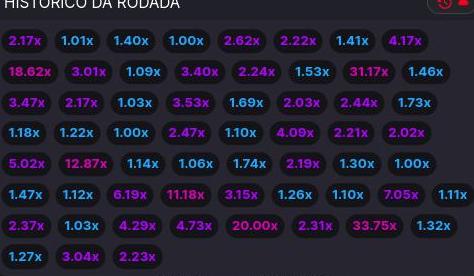 HISTÓRICO DA RODADA
2.17x 1.01x 1.40x 1.00x 2.62x 2.22x 1.41x 4.17x
18.62x 3.01x 1.09x 3.40x 2.24x 1.53x 31.17x 1.46x
3.47x 2.17x 1.03x 3.53x 1.69x 2.03x 2.44x 1.73x
1.18x 1.22x 1.00x 2.47x 1.10x 4.09x 2.21x 2.02x
5.02x 12.87x 1.14x 1.06x 1.74x 2.19x 1.30x 1.00x
1.47x 1.12x 6.19x 11.18x 3.15x 1.26x 1.10x 7.05x 1.11x
2.37x 1.03x 4.29x 4.73x 20.00x 2.31x 33.75x 1.32x
1.27x 3.04x 2.23x